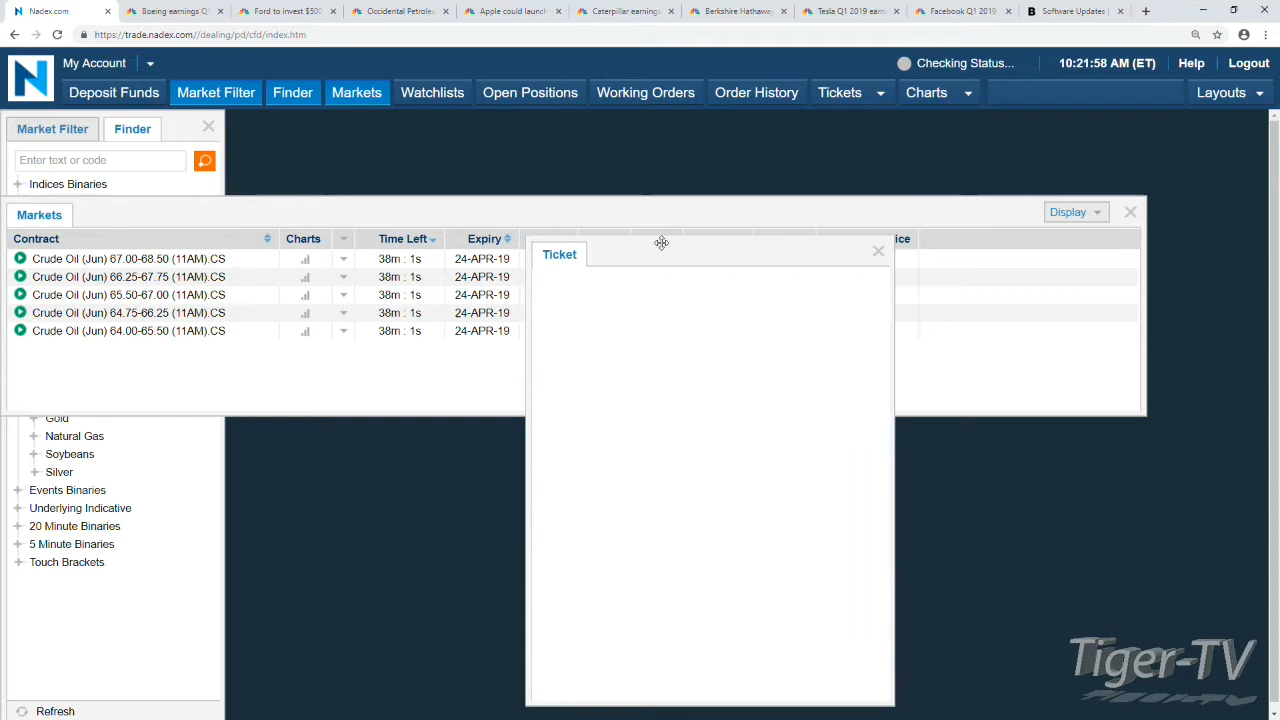 Nadex.com
Boeing earnings Q
Ford to invest $500
Occidental Petroleu
Apple could launch
Caterpillar earnings
Berkshire Hathaway
Tesla Q1 2019 earni
Facebook Q1 2019
B Software Updates
https://trade.nadex.com//dealing/pd/cfd/index.htm
N My Account
Checking Status...
10:21:58 AM (ET)
Help
Logout
Deposit Funds
Market Filter
Finder
Markets
Watchlists
Open Positions
Working Orders
Order History
Tickets
Charts
Layouts
Market Filter
Finder
Enter text or code
Indices Binaries
Markets
Display
Contract Charts Time Left Expiry ice
Crude Oil (Jun) 67.00-68.50 (11AM).CS 38m : 1s 24-APR-19
Crude Oil (Jun) 66.25-67.75 (11AM).CS 38m : 1s 24-APR-19
Crude Oil (Jun) 65.50-67.00 (11AM).CS 38m : 1s 24-APR-19
Crude Oil (Jun) 64.75-66.25 (11AM).CS 38m : 1s 24-APR-19
Crude Oil (Jun) 64.00-65.50 (11AM).CS 38m : 1s 24-APR-19
Ticket
Gold
Natural Gas
Soybeans
Silver
Events Binaries
Underlying Indicative
20 Minute Binaries
5 Minute Binaries
Touch Brackets
Refresh
Tiger-TV